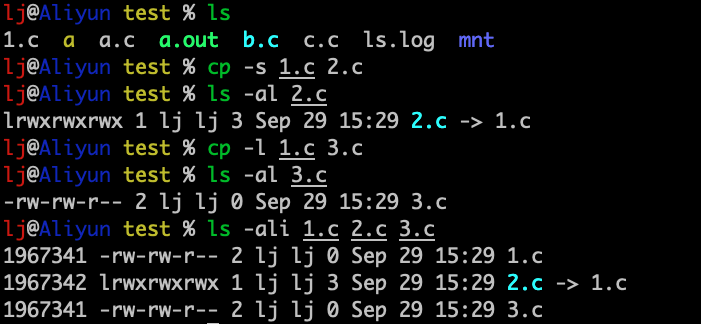 lj@Aliyun test % ls
1.c  a  a.c  a.out  b.c  c.c  ls.log  mnt
lj@Aliyun test % cp -s 1.c 2.c
lj@Aliyun test % ls -al 2.c
lrwxrwxrwx 1 lj lj 3 Sep 29 15:29 2.c -> 1.c
lj@Aliyun test % cp -l 1.c 3.c
lj@Aliyun test % ls -al 3.c
-rw-rw-r-- 2 lj lj 0 Sep 29 15:29 3.c
lj@Aliyun test % ls -ali 1.c 2.c 3.c
1967341 -rw-rw-r-- 2 lj lj 0 Sep 29 15:29 1.c
1967342 lrwxrwxrwx 1 lj lj 3 Sep 29 15:29 2.c -> 1.c
1967341 -rw-rw-r-- 2 lj lj 0 Sep 29 15:29 3.c